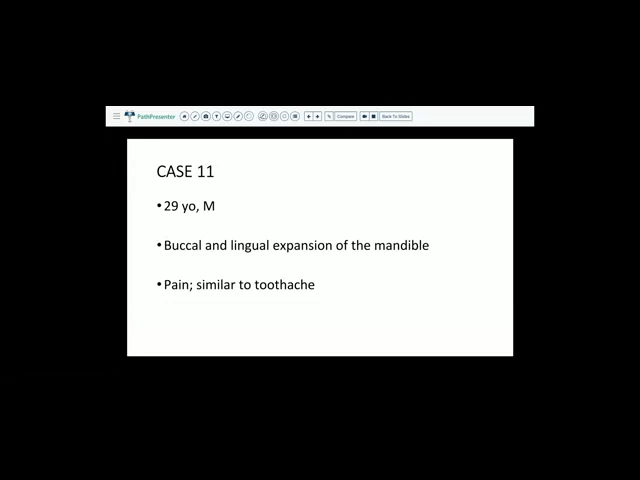 PathPresenter
Compare
Back To Slides
CASE 11
• 29 yo, M
• Buccal and lingual expansion of the mandible
• Pain; similar to toothache